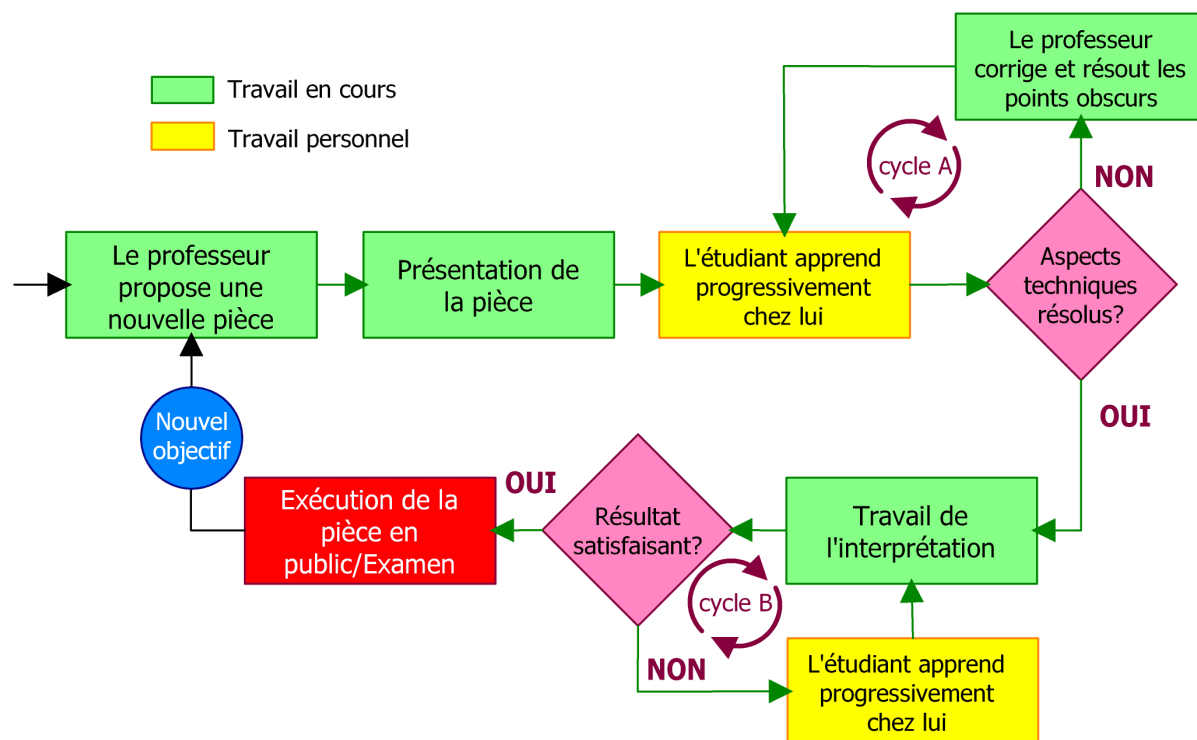 Travail en cours
Travail personnel
Le professeur
corrige et résout les
points obscurs
cycle A
NON
Le professeur
propose une
nouvelle pièce
Présentation de
la pièce
L'étudiant apprend
progressivement
chez lui
Aspects
techniques
résolus?
OUI
Nouvel
objectif
Exécution de la
pièce en
public/Examen
OUI
Résultat
satisfaisant?
Travail de
l'interprétation
cycle B
NON
L'étudiant apprend
progressivement
chez lui